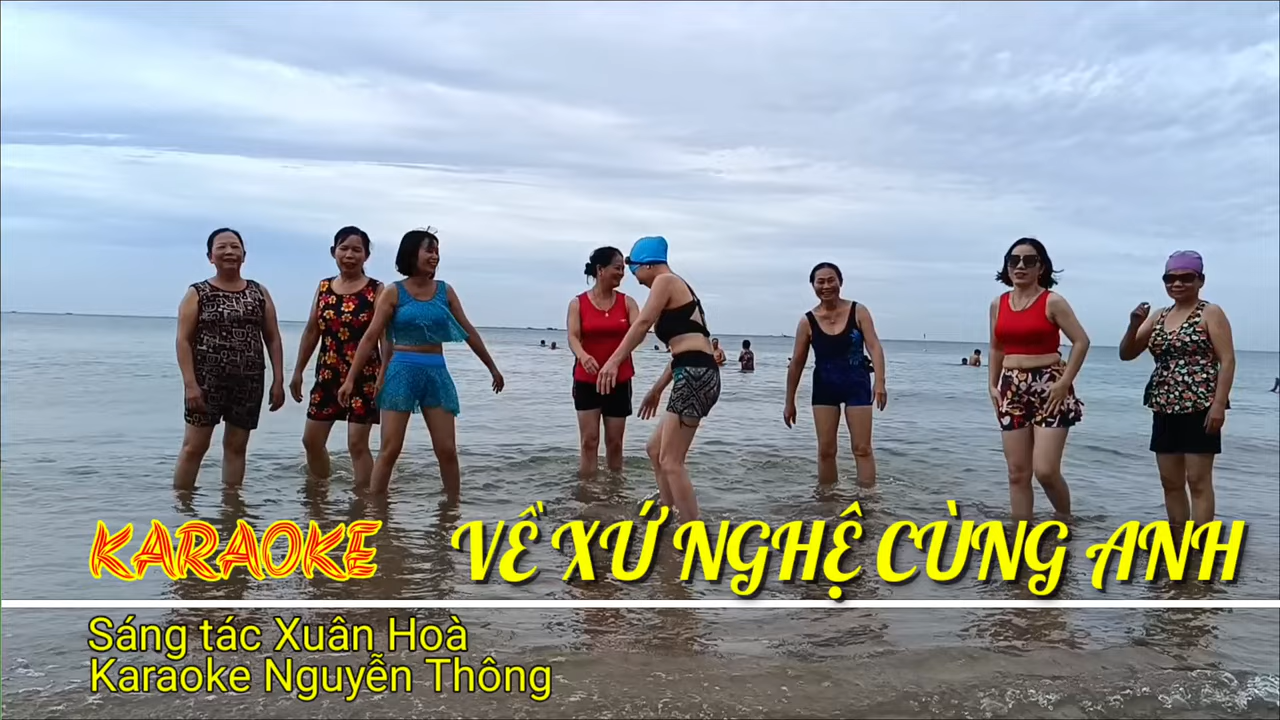 KARAOKE VỀ XỨ NGHỆ CÙNG ANH
Sáng tác Xuân Hoà
Karaoke Nguyễn Thông